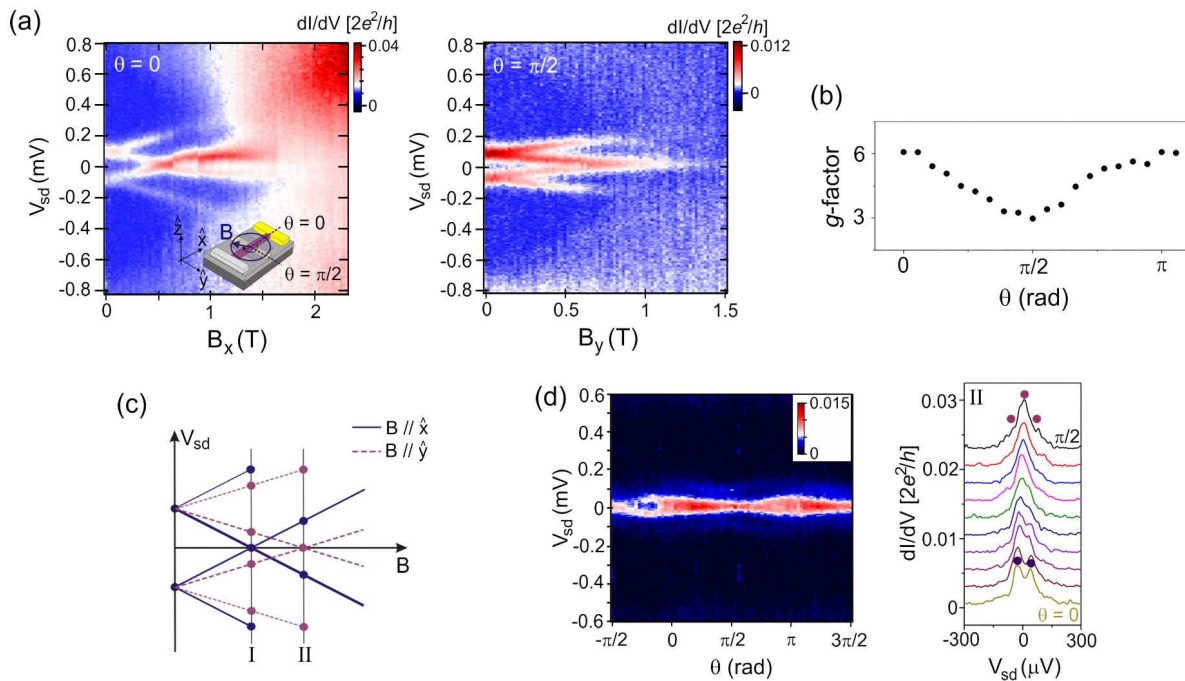 (a)
dI/dV [2e²/h]
0.04
0
θ = 0
V_sd (mV)
0.8
0.6
0.4
0.2
0
-0.2
-0.4
-0.6
-0.8
0
1
2
B_x (T)
ẑ
x̂
ŷ
B
θ = 0
θ = π/2
dI/dV [2e²/h]
0.012
0
θ = π/2
V_sd (mV)
0.8
0.6
0.4
0.2
0
-0.2
-0.4
-0.6
-0.8
0
0.5
1.0
1.5
B_y (T)
(b)
g-factor
6
3
0
π/2
π
θ (rad)
(c)
V_sd
B // x̂
B // ŷ
B
I
II
(d)
0.015
0
V_sd (mV)
0.6
0.4
0.2
0
-0.2
-0.4
-0.6
-π/2
0
π/2
π
3π/2
θ (rad)
II
dI/dV [2e²/h]
0.03
0.02
0.01
0
π/2
θ = 0
-300
0
300
V_sd (μV)